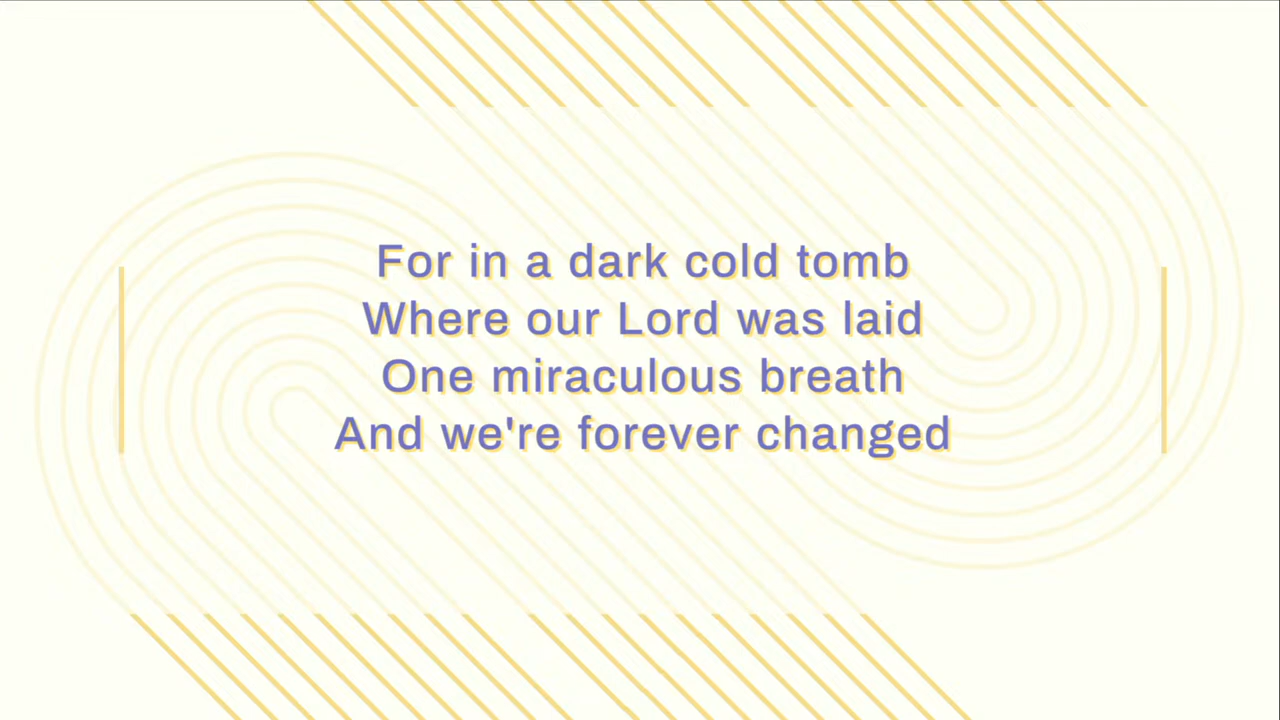 For in a dark cold tomb
Where our Lord was laid
One miraculous breath
And we're forever changed